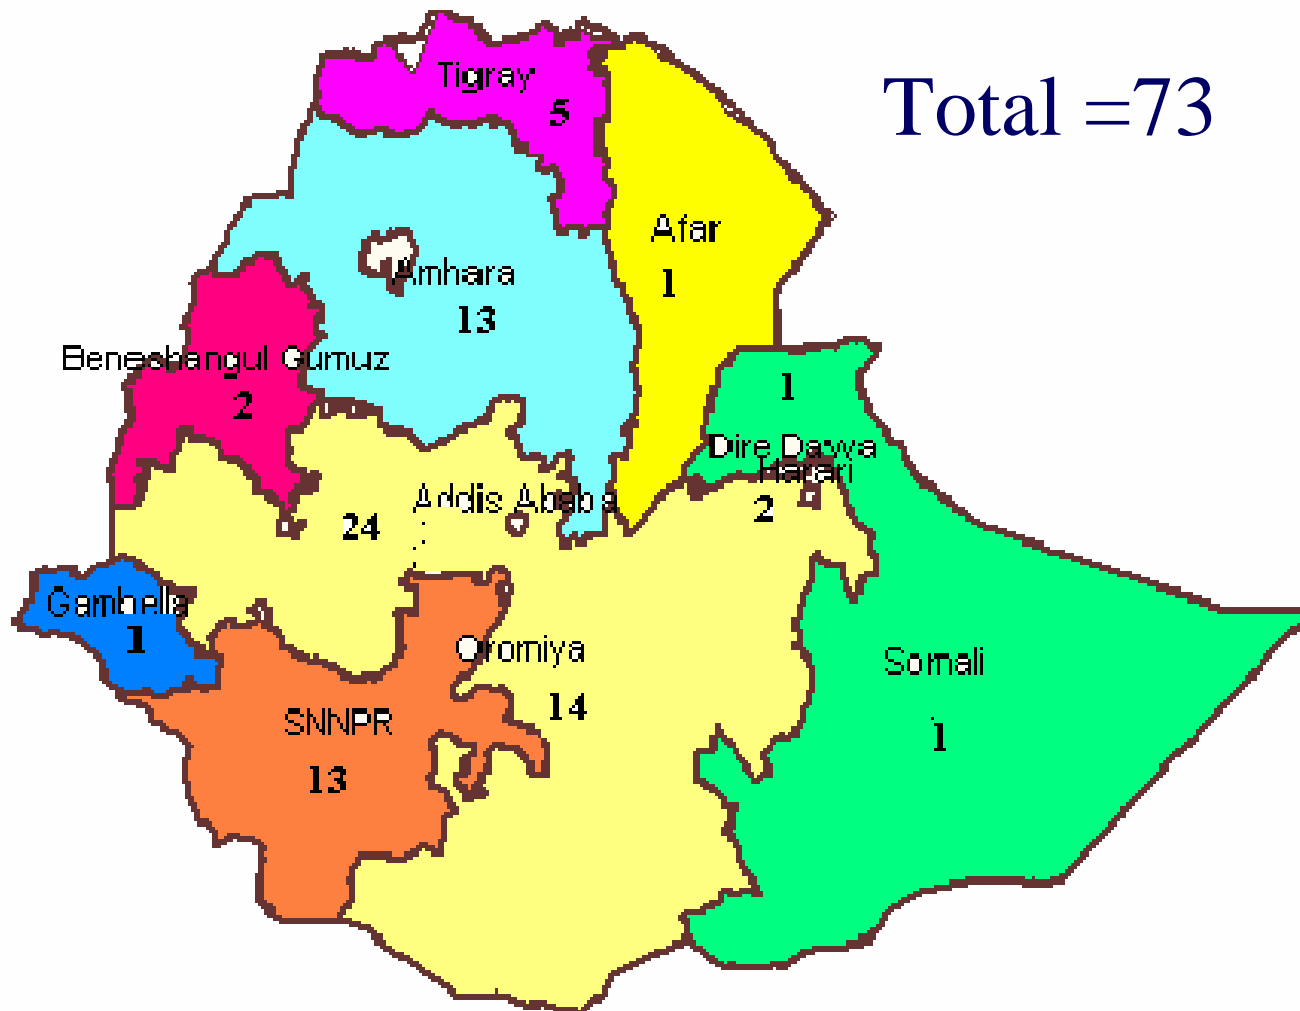 Tigray
5
Total =73
Afar
1
Amhara
13
Beneshangul Gumuz
2
1
Dire Dawa
Harari
2
Addis Ababa
24
Gambella
1
Oromiya
14
Somali
1
SNNPR
13